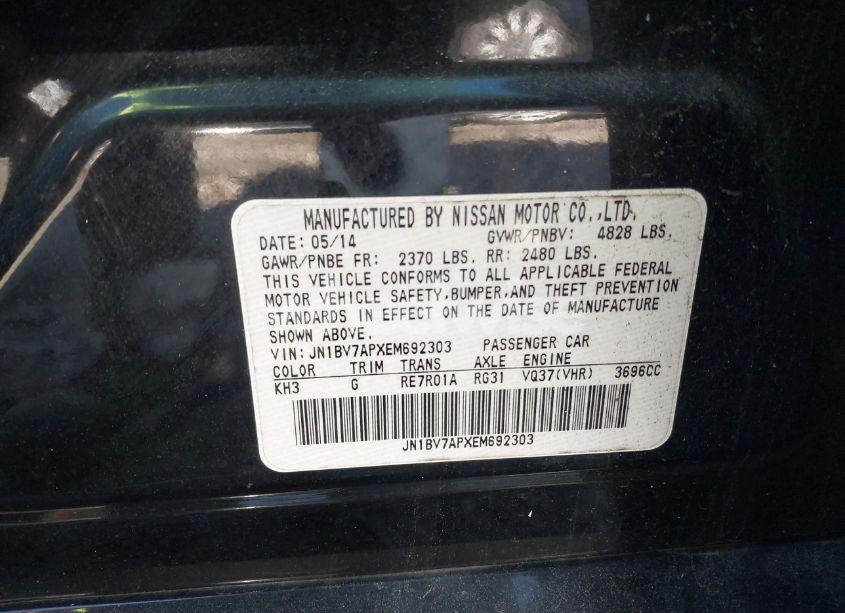 MANUFACTURED BY NISSAN MOTOR CO.,LTD.
DATE: 05/14 GVWR/PNBV: 4828 LBS.
GAWR/PNBE FR: 2370 LBS. RR: 2480 LBS.
THIS VEHICLE CONFORMS TO ALL APPLICABLE FEDERAL
MOTOR VEHICLE SAFETY,BUMPER,AND THEFT PREVENTION
STANDARDS IN EFFECT ON THE DATE OF MANUFACTURE
SHOWN ABOVE.
VIN: JN1BV7APXEM692303 PASSENGER CAR
COLOR TRIM TRANS AXLE ENGINE
KH3 G RE7R01A RG31 VQ37(VHR) 3696CC
JN1BV7APXEM692303